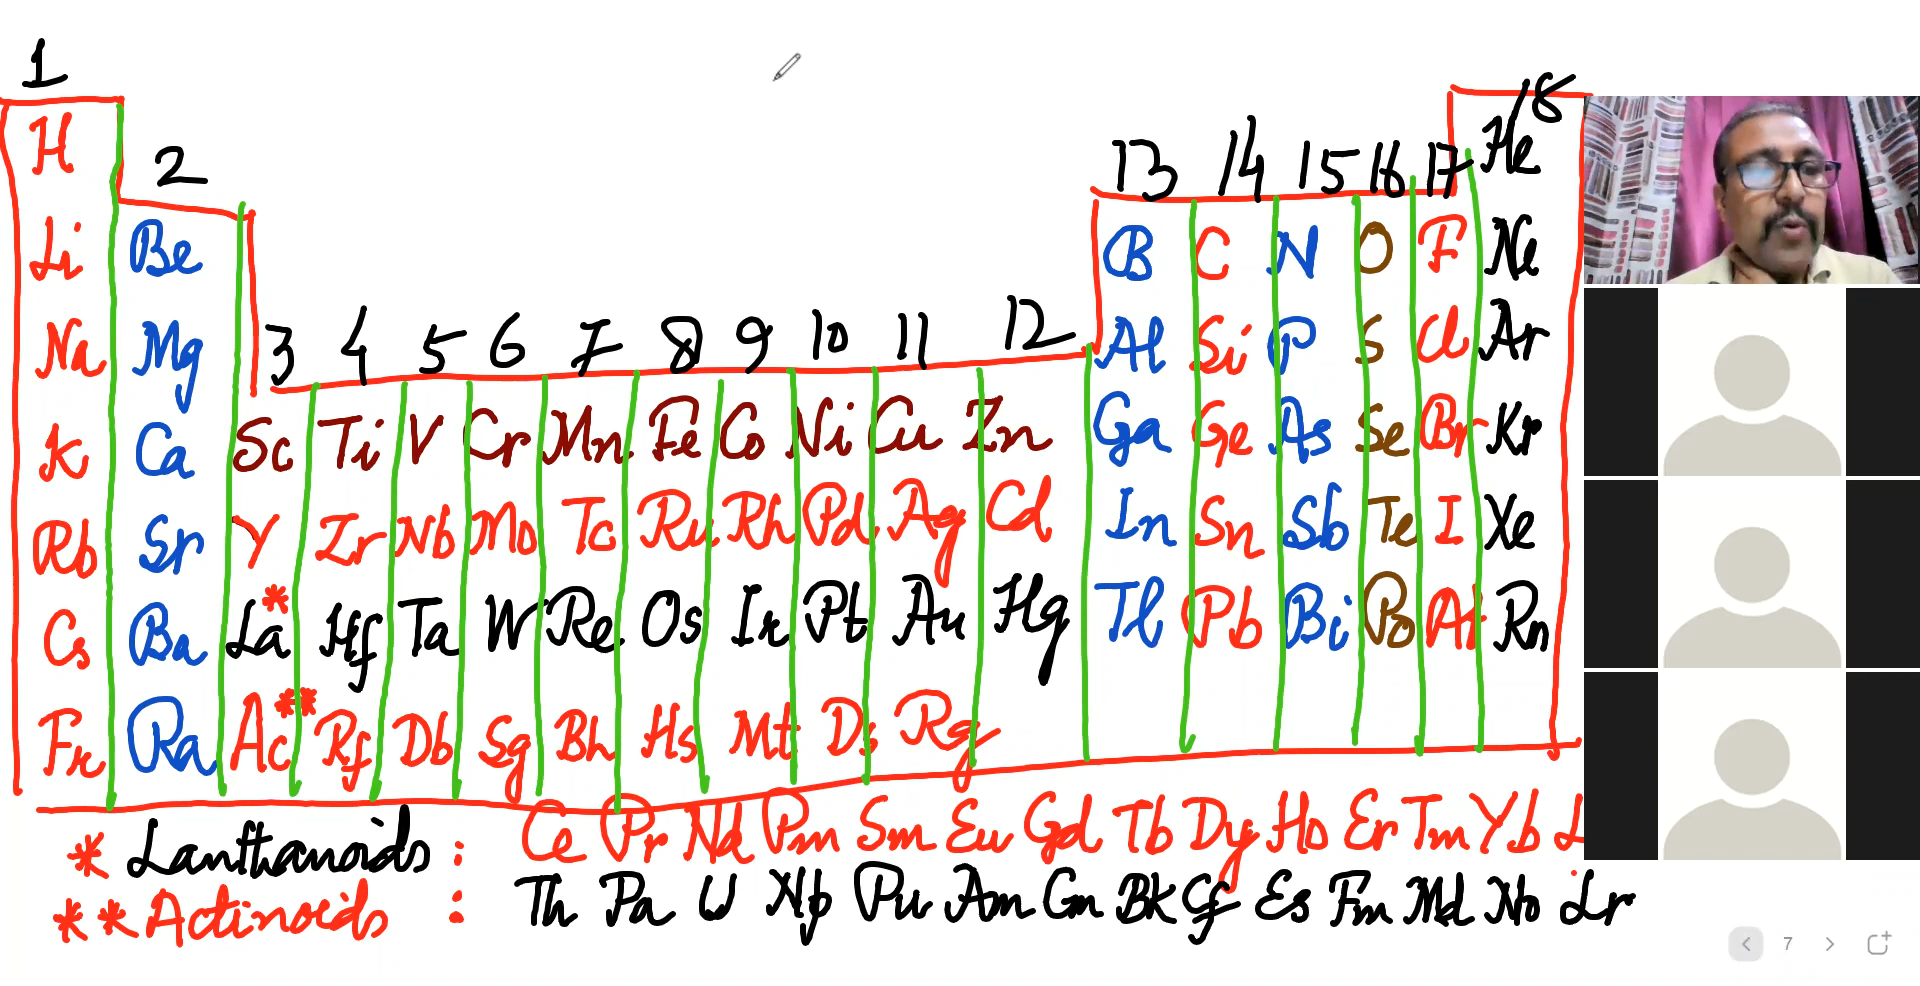 1 18
H He
2 13 14 15 16 17
Li Be B C N O F Ne
Na Mg 3 4 5 6 7 8 9 10 11 12 Al Si P S Cl Ar
K Ca Sc Ti V Cr Mn Fe Co Ni Cu Zn Ga Ge As Se Br Kr
Rb Sr Y Zr Nb Mo Tc Ru Rh Pd Ag Cd In Sn Sb Te I Xe
Cs Ba La* Hf Ta W Re Os Ir Pt Au Hg Tl Pb Bi Po At Rn
Fr Ra Ac** Rf Db Sg Bh Hs Mt Ds Rg
* Lanthanoids : Ce Pr Nd Pm Sm Eu Gd Tb Dy Ho Er Tm Yb L
** Actinoids : Th Pa U Np Pu Am Cm Bk Cf Es Fm Md No Lr
7